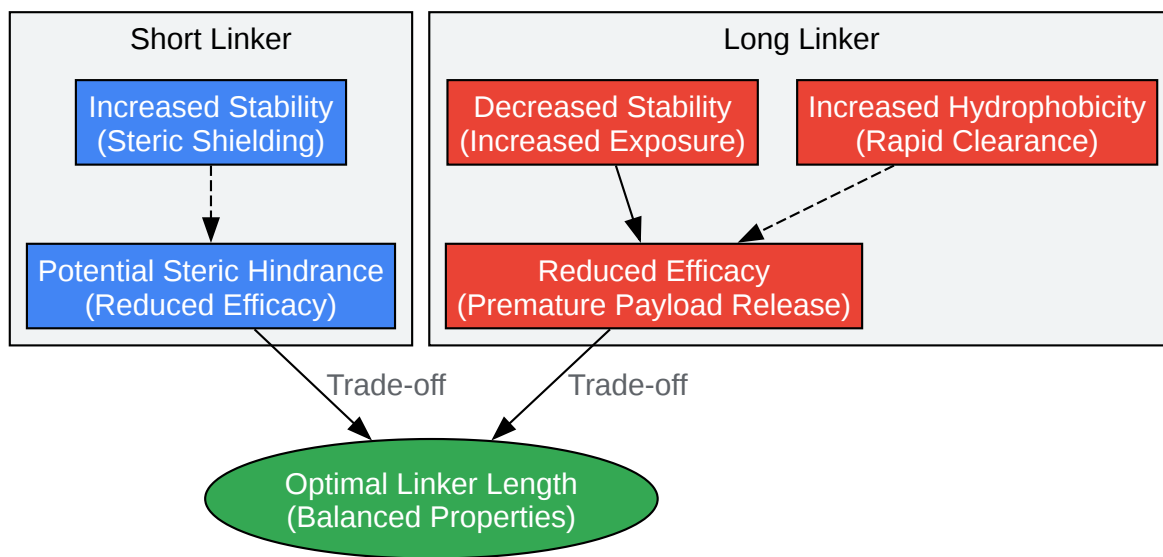 Short Linker
Increased Stability
(Steric Shielding)
Potential Steric Hindrance
(Reduced Efficacy)
Long Linker
Decreased Stability
(Increased Exposure)
Increased Hydrophobicity
(Rapid Clearance)
Reduced Efficacy
(Premature Payload Release)
Trade-off
Trade-off
Optimal Linker Length
(Balanced Properties)